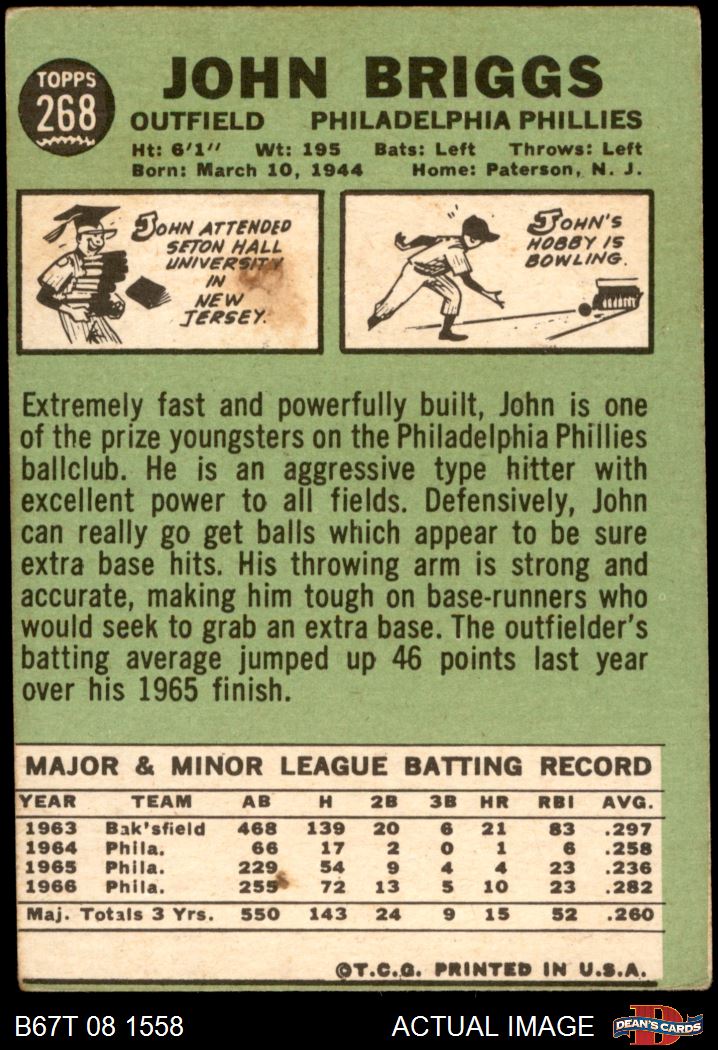 TOPPS
268
JOHN BRIGGS
OUTFIELD PHILADELPHIA PHILLIES
Ht: 6'1" Wt: 195 Bats: Left Throws: Left
Born: March 10, 1944 Home: Paterson, N. J.
JOHN ATTENDED
SETON HALL
UNIVERSITY
IN
NEW
JERSEY.
JOHN'S
HOBBY IS
BOWLING.
Extremely fast and powerfully built, John is one
of the prize youngsters on the Philadelphia Phillies
ballclub. He is an aggressive type hitter with
excellent power to all fields. Defensively, John
can really go get balls which appear to be sure
extra base hits. His throwing arm is strong and
accurate, making him tough on base-runners who
would seek to grab an extra base. The outfielder's
batting average jumped up 46 points last year
over his 1965 finish.
MAJOR & MINOR LEAGUE BATTING RECORD
YEAR TEAM AB H 2B 3B HR RBI AVG.
1963 Bak'sfield 468 139 20 6 21 83 .297
1964 Phila. 66 17 2 0 1 6 .258
1965 Phila. 229 54 9 4 4 23 .236
1966 Phila. 255 72 13 5 10 23 .282
Maj. Totals 3 Yrs. 550 143 24 9 15 52 .260
©T.C.G. PRINTED IN U.S.A.
B67T 08 1558 ACTUAL IMAGE D DEAN'S CARDS